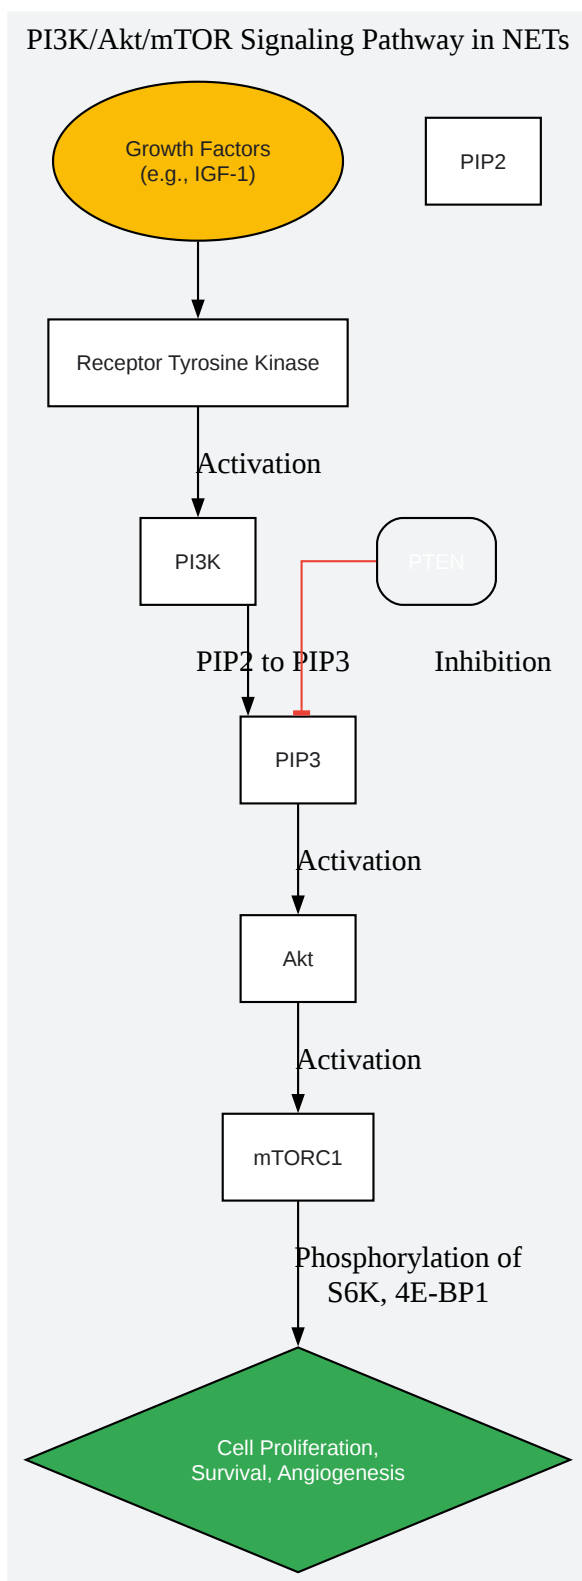 PI3K/Akt/mTOR Signaling Pathway in NETs
Growth Factors
(e.g., IGF-1)
PIP2
Receptor Tyrosine Kinase
Activation
PI3K
PTEN
PIP2 to PIP3
Inhibition
PIP3
Activation
Akt
Activation
mTORC1
Phosphorylation of
S6K, 4E-BP1
Cell Proliferation,
Survival, Angiogenesis